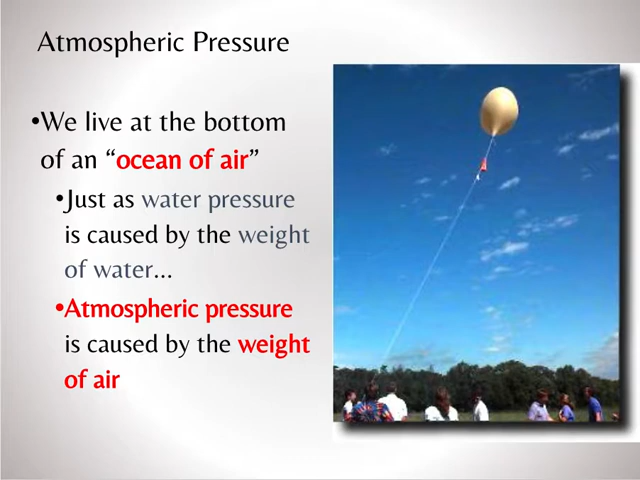 Atmospheric Pressure
•We live at the bottom
of an “ocean of air”
•Just as water pressure
is caused by the weight
of water...
•Atmospheric pressure
is caused by the weight
of air